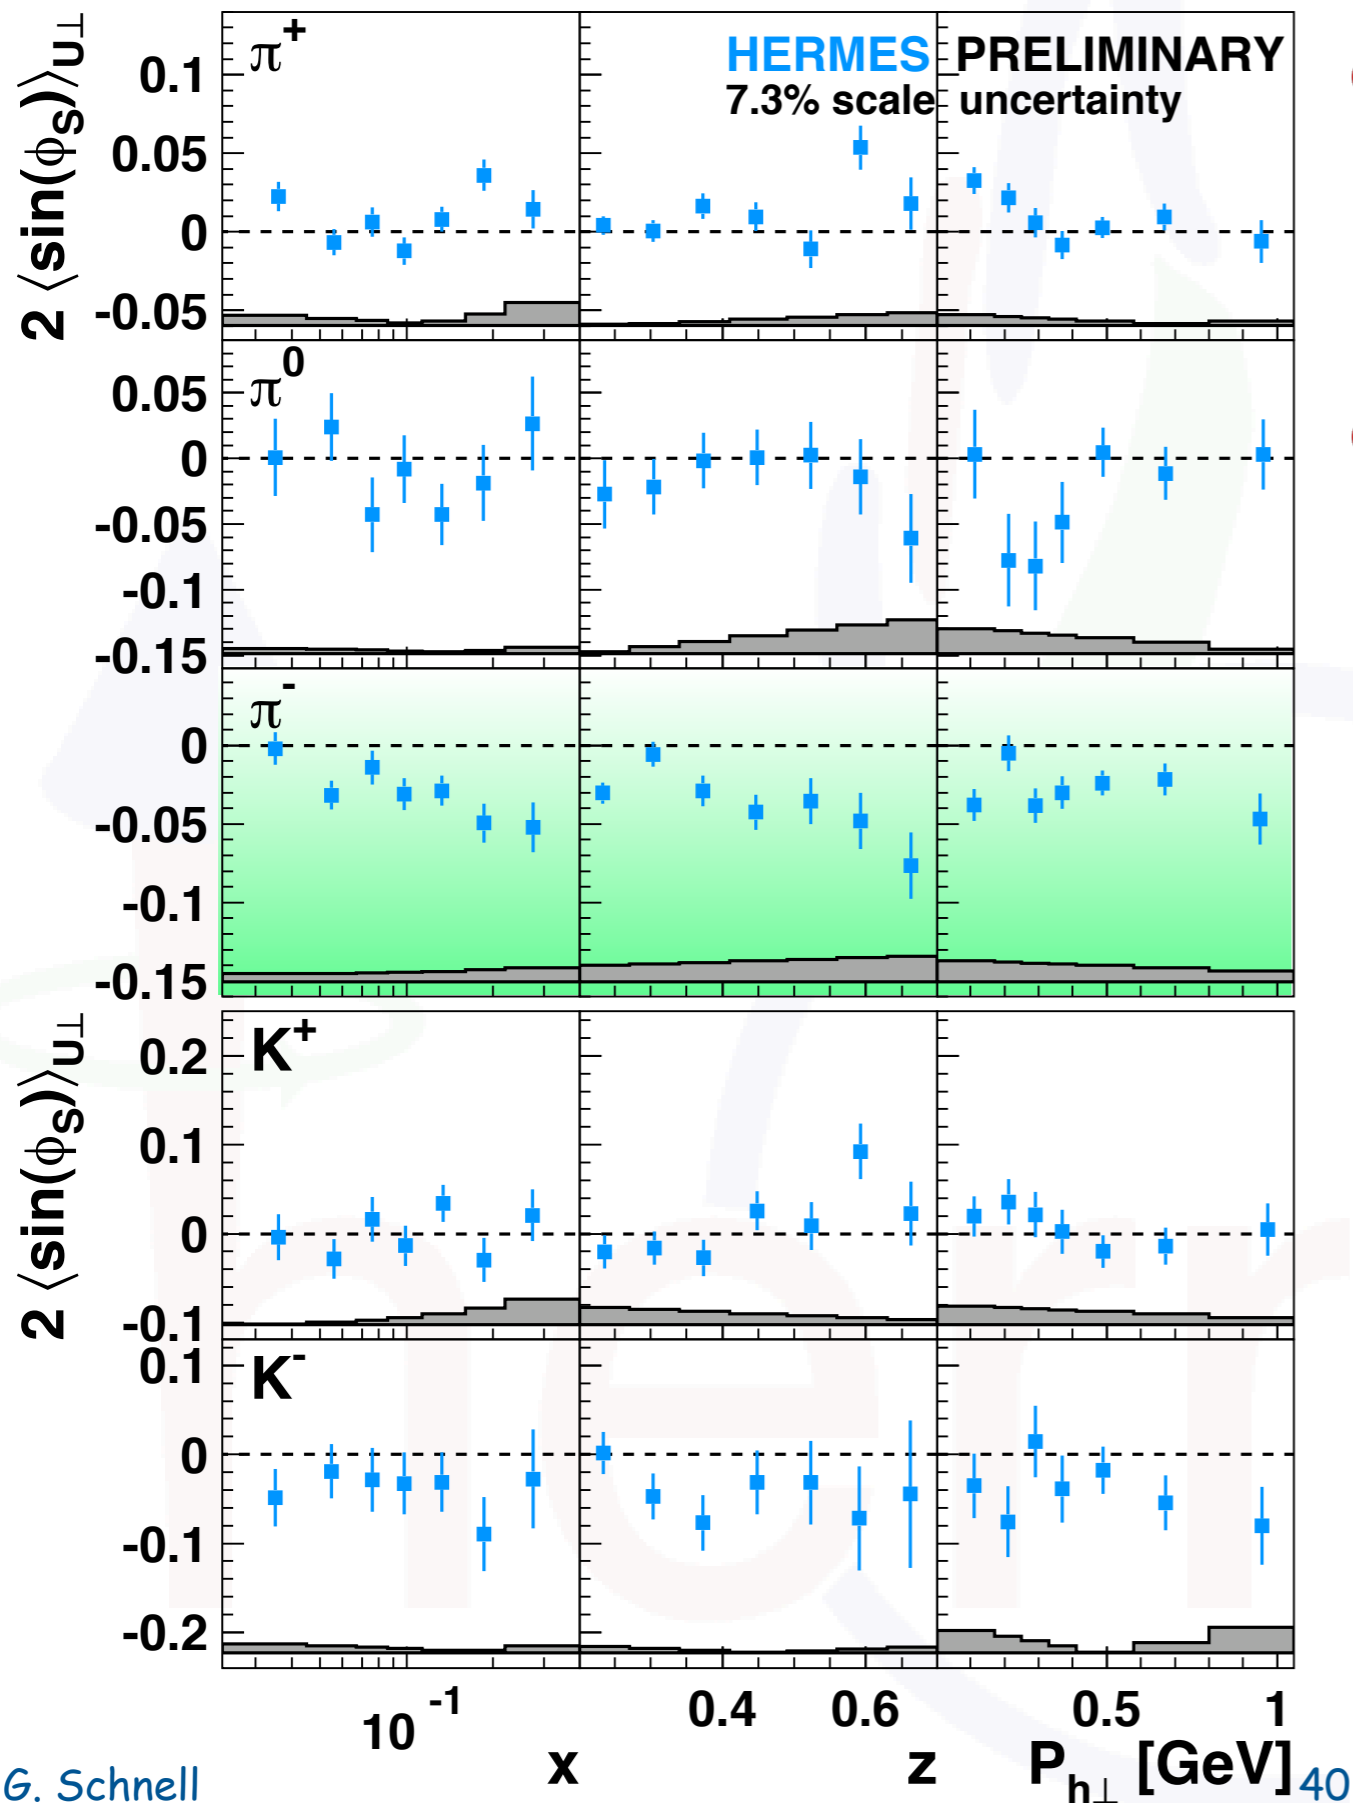 2 ⟨sin(ϕS)⟩U⊥
π+
HERMES PRELIMINARY
7.3% scale uncertainty
0.1
0.05
0
-0.05
π0
0.05
0
-0.05
-0.1
-0.15
π-
0
-0.05
-0.1
-0.15
2 ⟨sin(ϕS)⟩U⊥
K+
0.2
0.1
0
-0.1
K-
0.1
0
-0.1
-0.2
10-1 0.4 0.6 0.5 1
x z Ph⊥ [GeV]
G. Schnell 40
herm